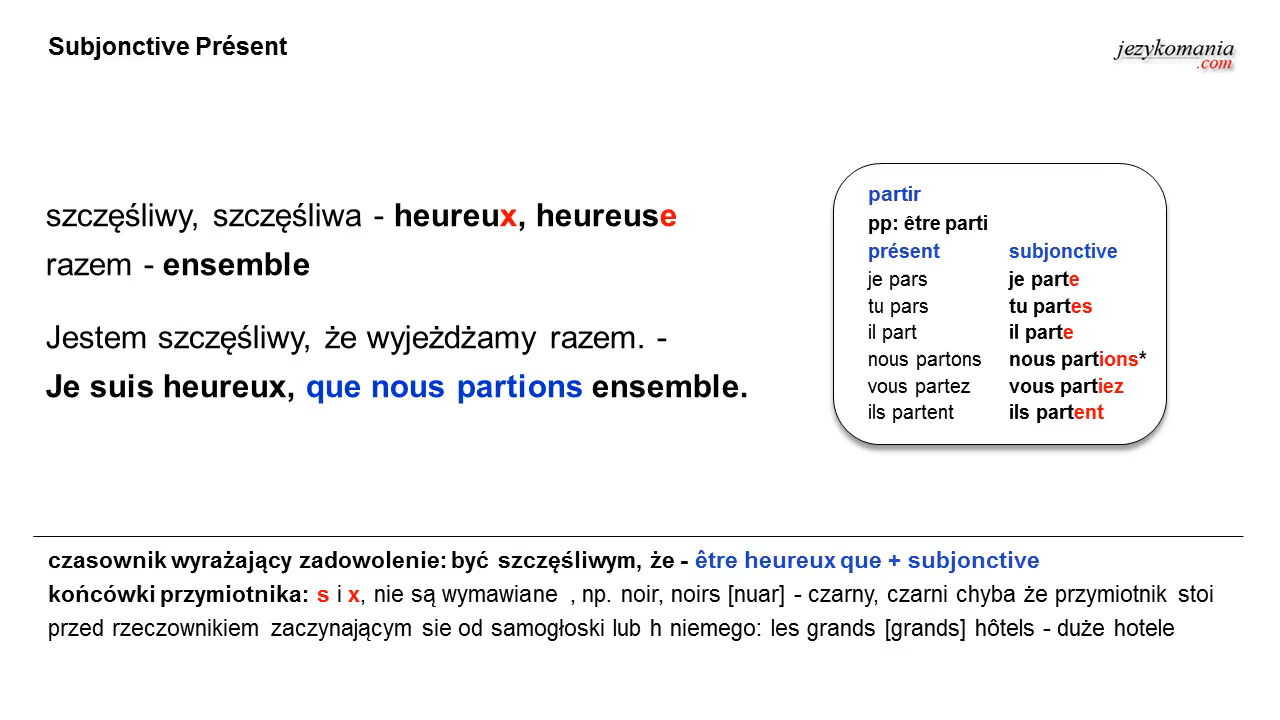 Subjonctive Présent
jezykomania
.com
szczęśliwy, szczęśliwa - heureux, heureuse
razem - ensemble
Jestem szczęśliwy, że wyjeżdżamy razem. -
Je suis heureux, que nous partions ensemble.
partir
pp: être parti
présent subjonctive
je pars je parte
tu pars tu partes
il part il parte
nous partons nous partions*
vous partez vous partiez
ils partent ils partent
czasownik wyrażający zadowolenie: być szczęśliwym, że - être heureux que + subjonctive
końcówki przymiotnika: s i x, nie są wymawiane , np. noir, noirs [nuar] - czarny, czarni chyba że przymiotnik stoi
przed rzeczownikiem zaczynającym sie od samogłoski lub h niemego: les grands [grands] hôtels - duże hotele